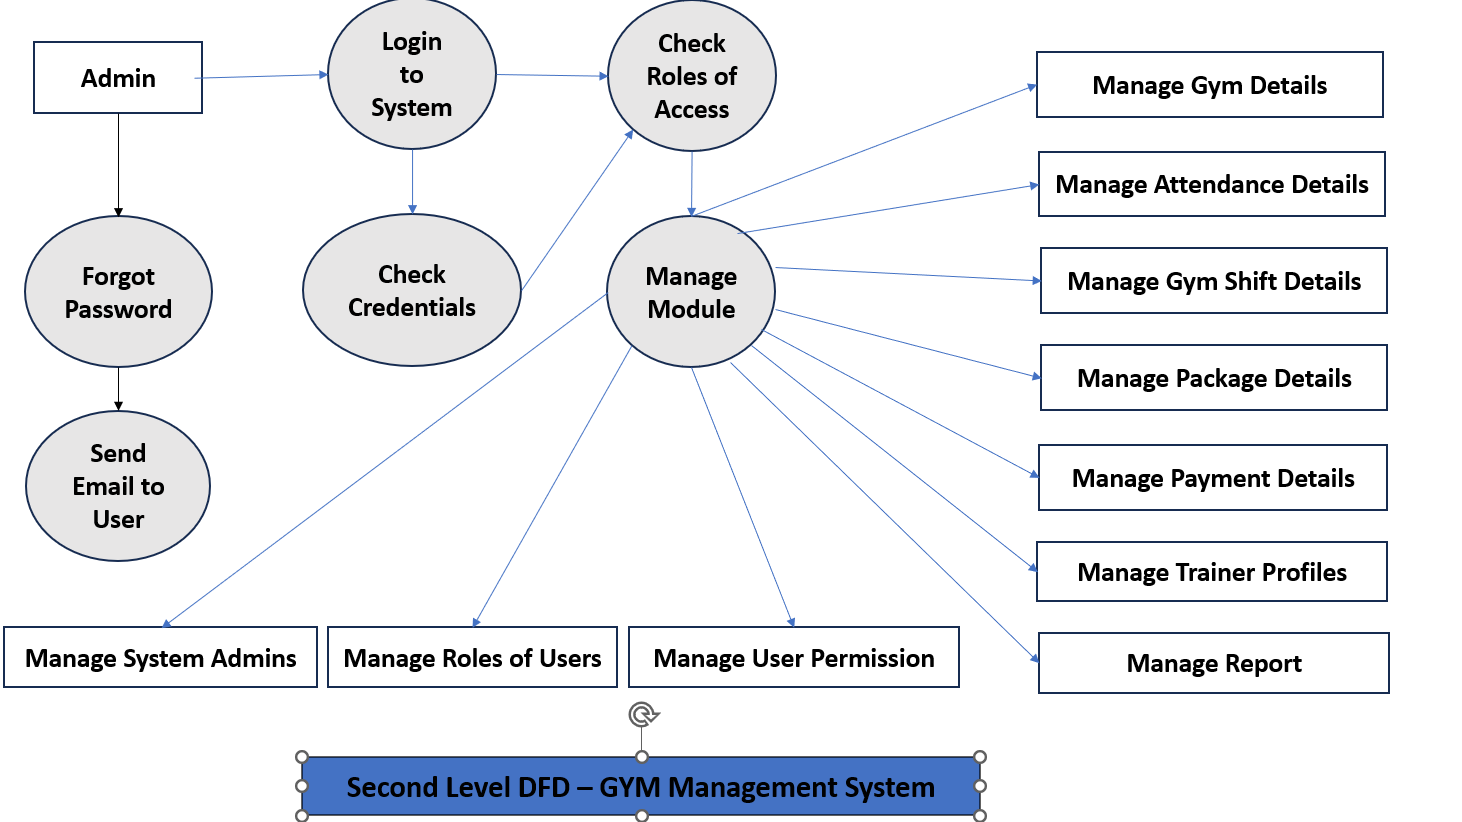 Admin
Login
to
System
Check
Roles of
Access
Manage Gym Details
Manage Attendance Details
Forgot
Password
Check
Credentials
Manage
Module
Manage Gym Shift Details
Manage Package Details
Send
Email to
User
Manage Payment Details
Manage Trainer Profiles
Manage System Admins
Manage Roles of Users
Manage User Permission
Manage Report
Second Level DFD – GYM Management System